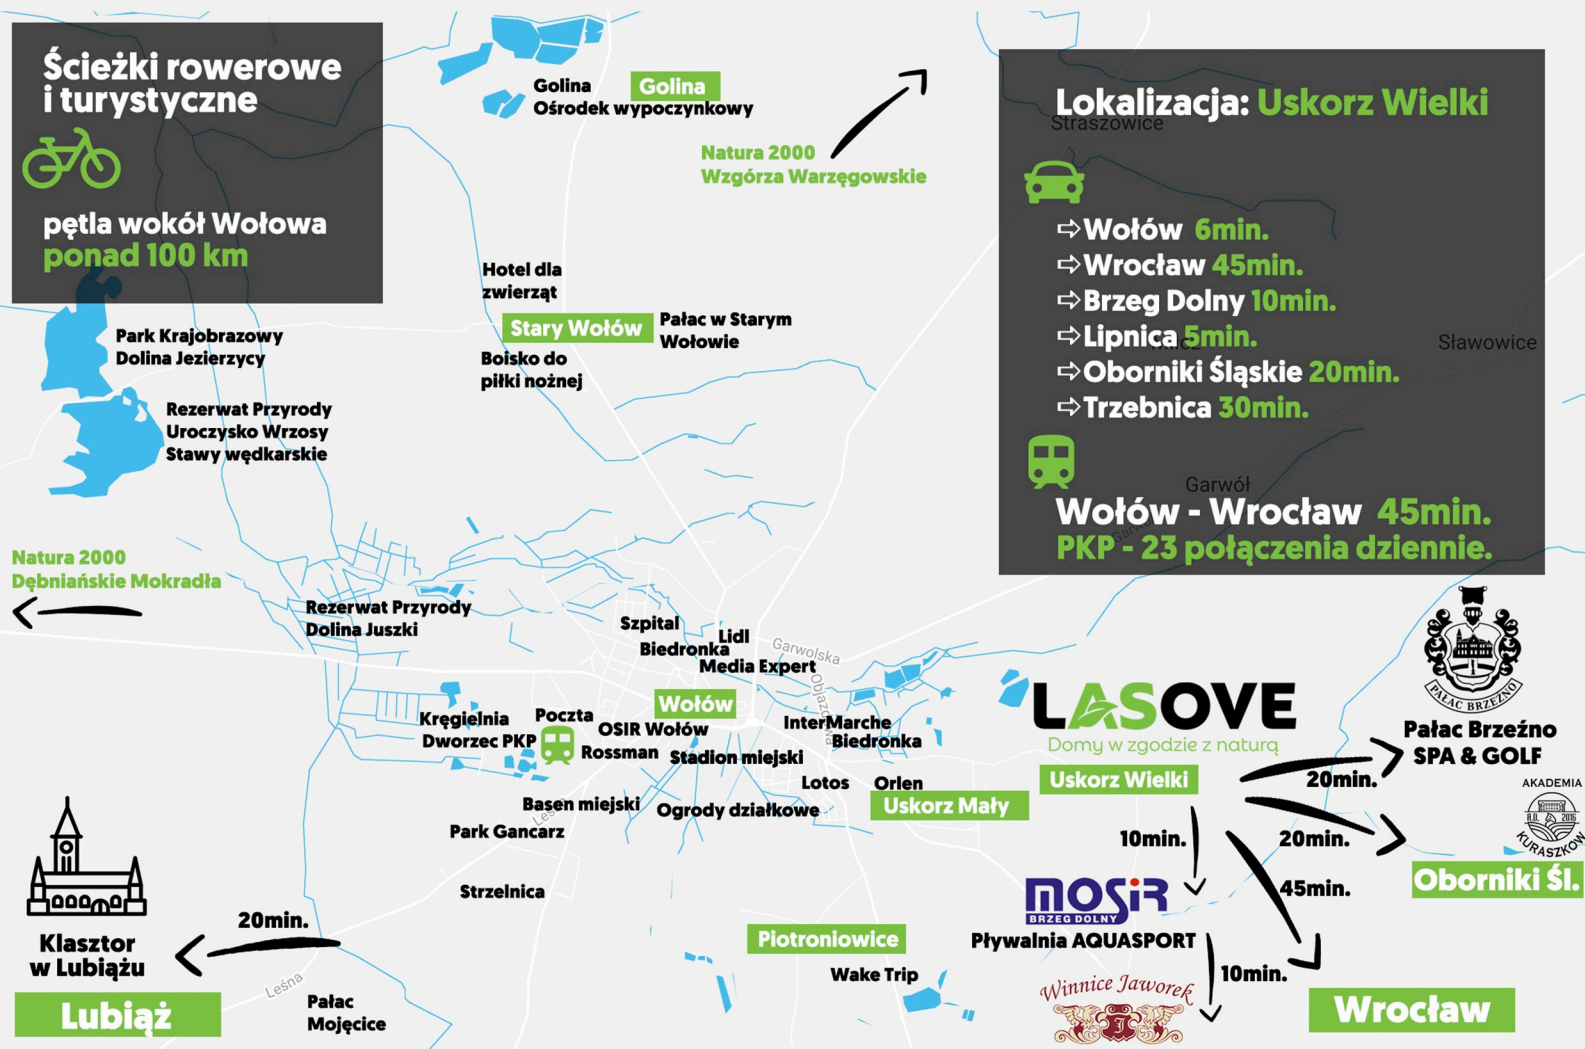 Ścieżki rowerowe
i turystyczne
pętla wokół Wołowa
ponad 100 km
Golina
Golina
Ośrodek wypoczynkowy
Natura 2000
Wzgórza Warzęgowskie
Lokalizacja: Uskorz Wielki
Straszowice
⇨Wołów 6min.
⇨Wrocław 45min.
⇨Brzeg Dolny 10min.
⇨Lipnica 5min.
⇨Oborniki Śląskie 20min.
⇨Trzebnica 30min.
Sławowice
Garwół
Wołów - Wrocław 45min.
PKP - 23 połączenia dziennie.
Hotel dla
zwierząt
Stary Wołów
Pałac w Starym
Wołowie
Boisko do
piłki nożnej
Park Krajobrazowy
Dolina Jezierzycy
Rezerwat Przyrody
Uroczysko Wrzosy
Stawy wędkarskie
Natura 2000
Dębniańskie Mokradła
Rezerwat Przyrody
Dolina Juszki
Szpital
Lidl
Biedronka
Media Expert
Garwolska
Wołów
Kręgielnia
Poczta
OSIR Wołów
InterMarche
Dworzec PKP
Rossman
Stadion miejski
Biedronka
Lotos
Orlen
Uskorz Mały
Basen miejski
Ogrody działkowe
Park Gancarz
Strzelnica
LASOVE
Domy w zgodzie z naturą
Uskorz Wielki
PAŁAC BRZEŹNO
Pałac Brzeźno
SPA & GOLF
20min.
AKADEMIA
A.D. 2016
KURASZKÓW
20min.
Oborniki Śl.
10min.
45min.
MOSiR
BRZEG DOLNY
Pływalnia AQUASPORT
10min.
Winnice Jaworek
J
Wrocław
Piotroniowice
Wake Trip
20min.
Klasztor
w Lubiążu
Lubiąż
Leśna
Pałac
Mojęcice